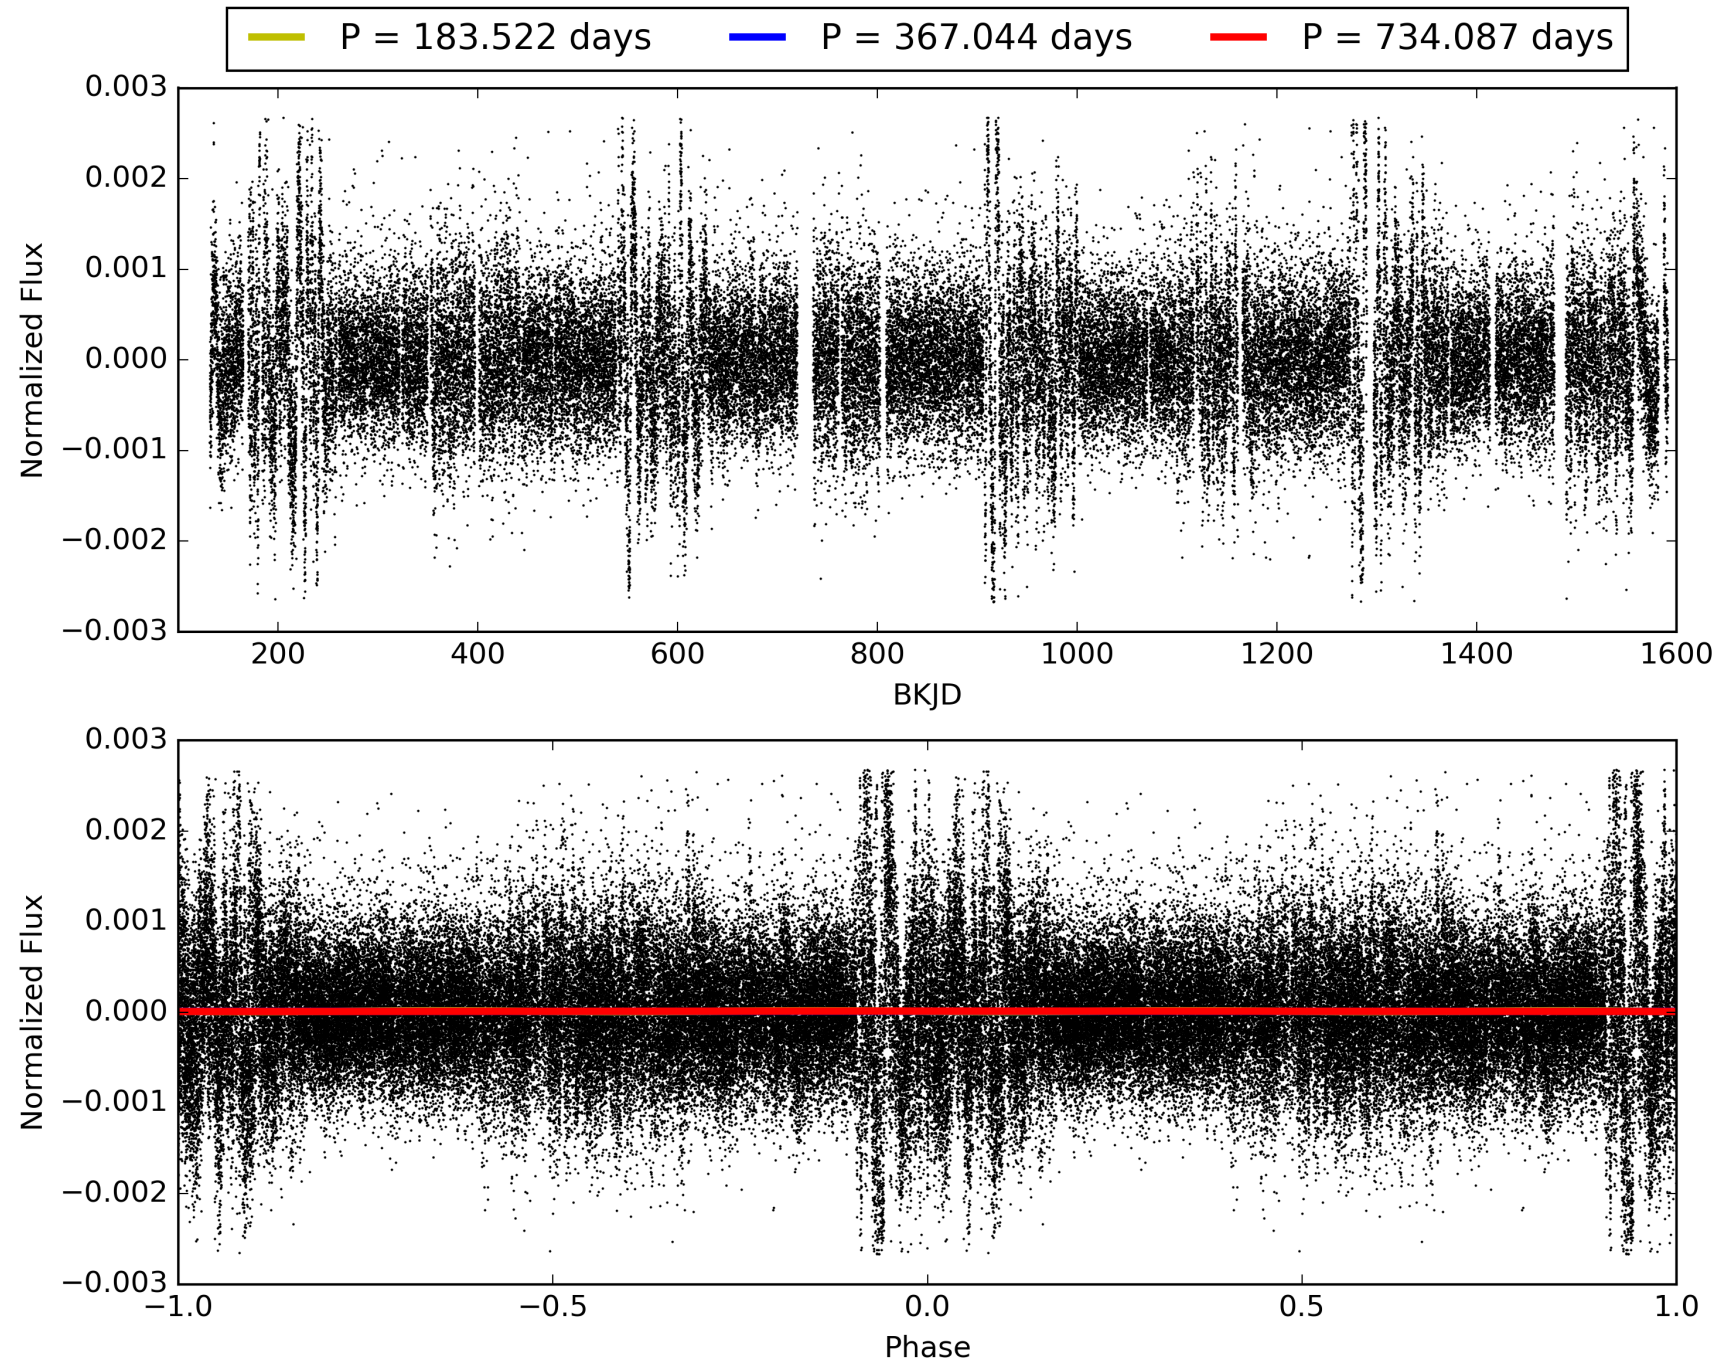 P = 183.522 days P = 367.044 days P = 734.087 days
0.003
0.002
0.001
0.000
−0.001
−0.002
−0.003
Normalized Flux
200 400 600 800 1000 1200 1400 1600
BKJD
0.003
0.002
0.001
0.000
−0.001
−0.002
−0.003
Normalized Flux
−1.0 −0.5 0.0 0.5 1.0
Phase